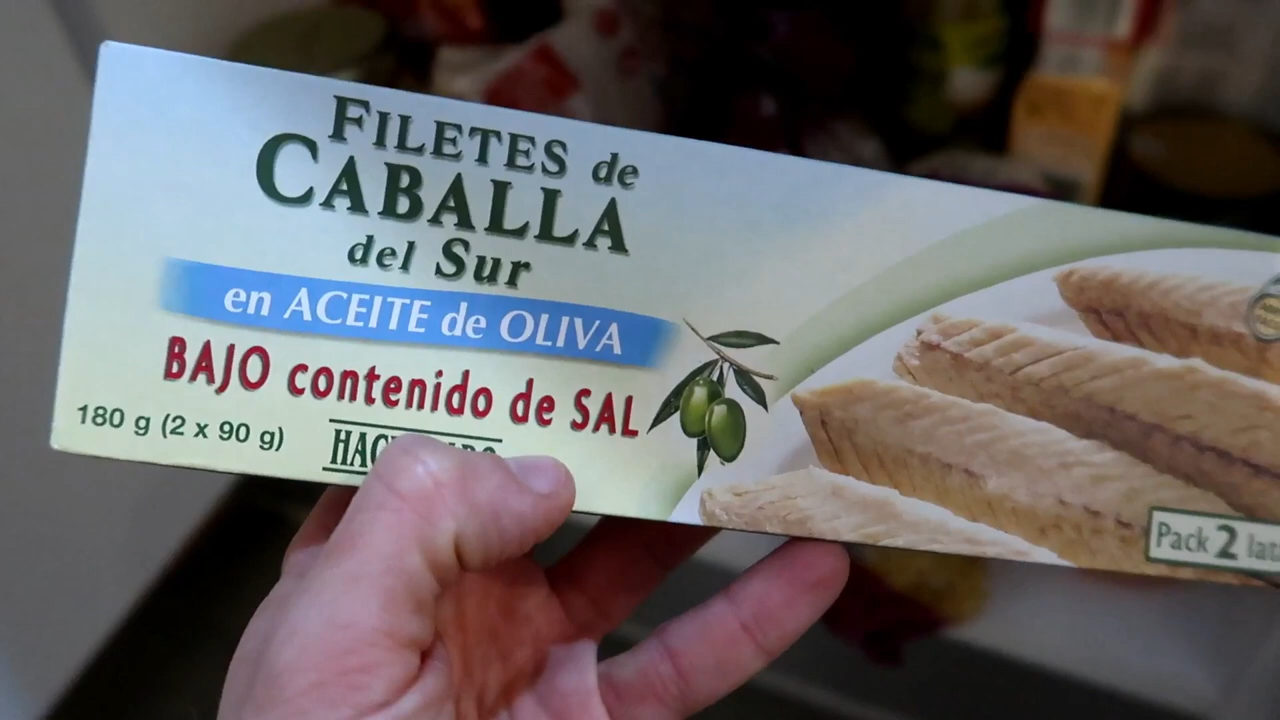 FILETES de
CABALLA
del Sur
en ACEITE de OLIVA
BAJO contenido de SAL
180 g (2 x 90 g)
Pack 2